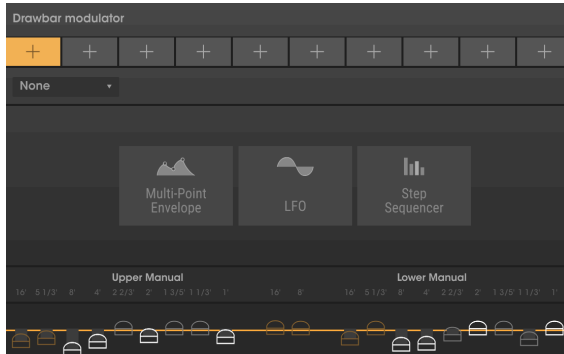 Drawbar modulator
None
Multi-Point
Envelope
LFO
Step
Sequencer
Upper Manual
Lower Manual
16' 5 1/3' 8' 4' 2 2/3' 2' 1 3/5' 1 1/3' 1' 16' 8' 16' 5 1/3' 8' 4' 2 2/3' 2' 1 3/5' 1 1/3' 1'